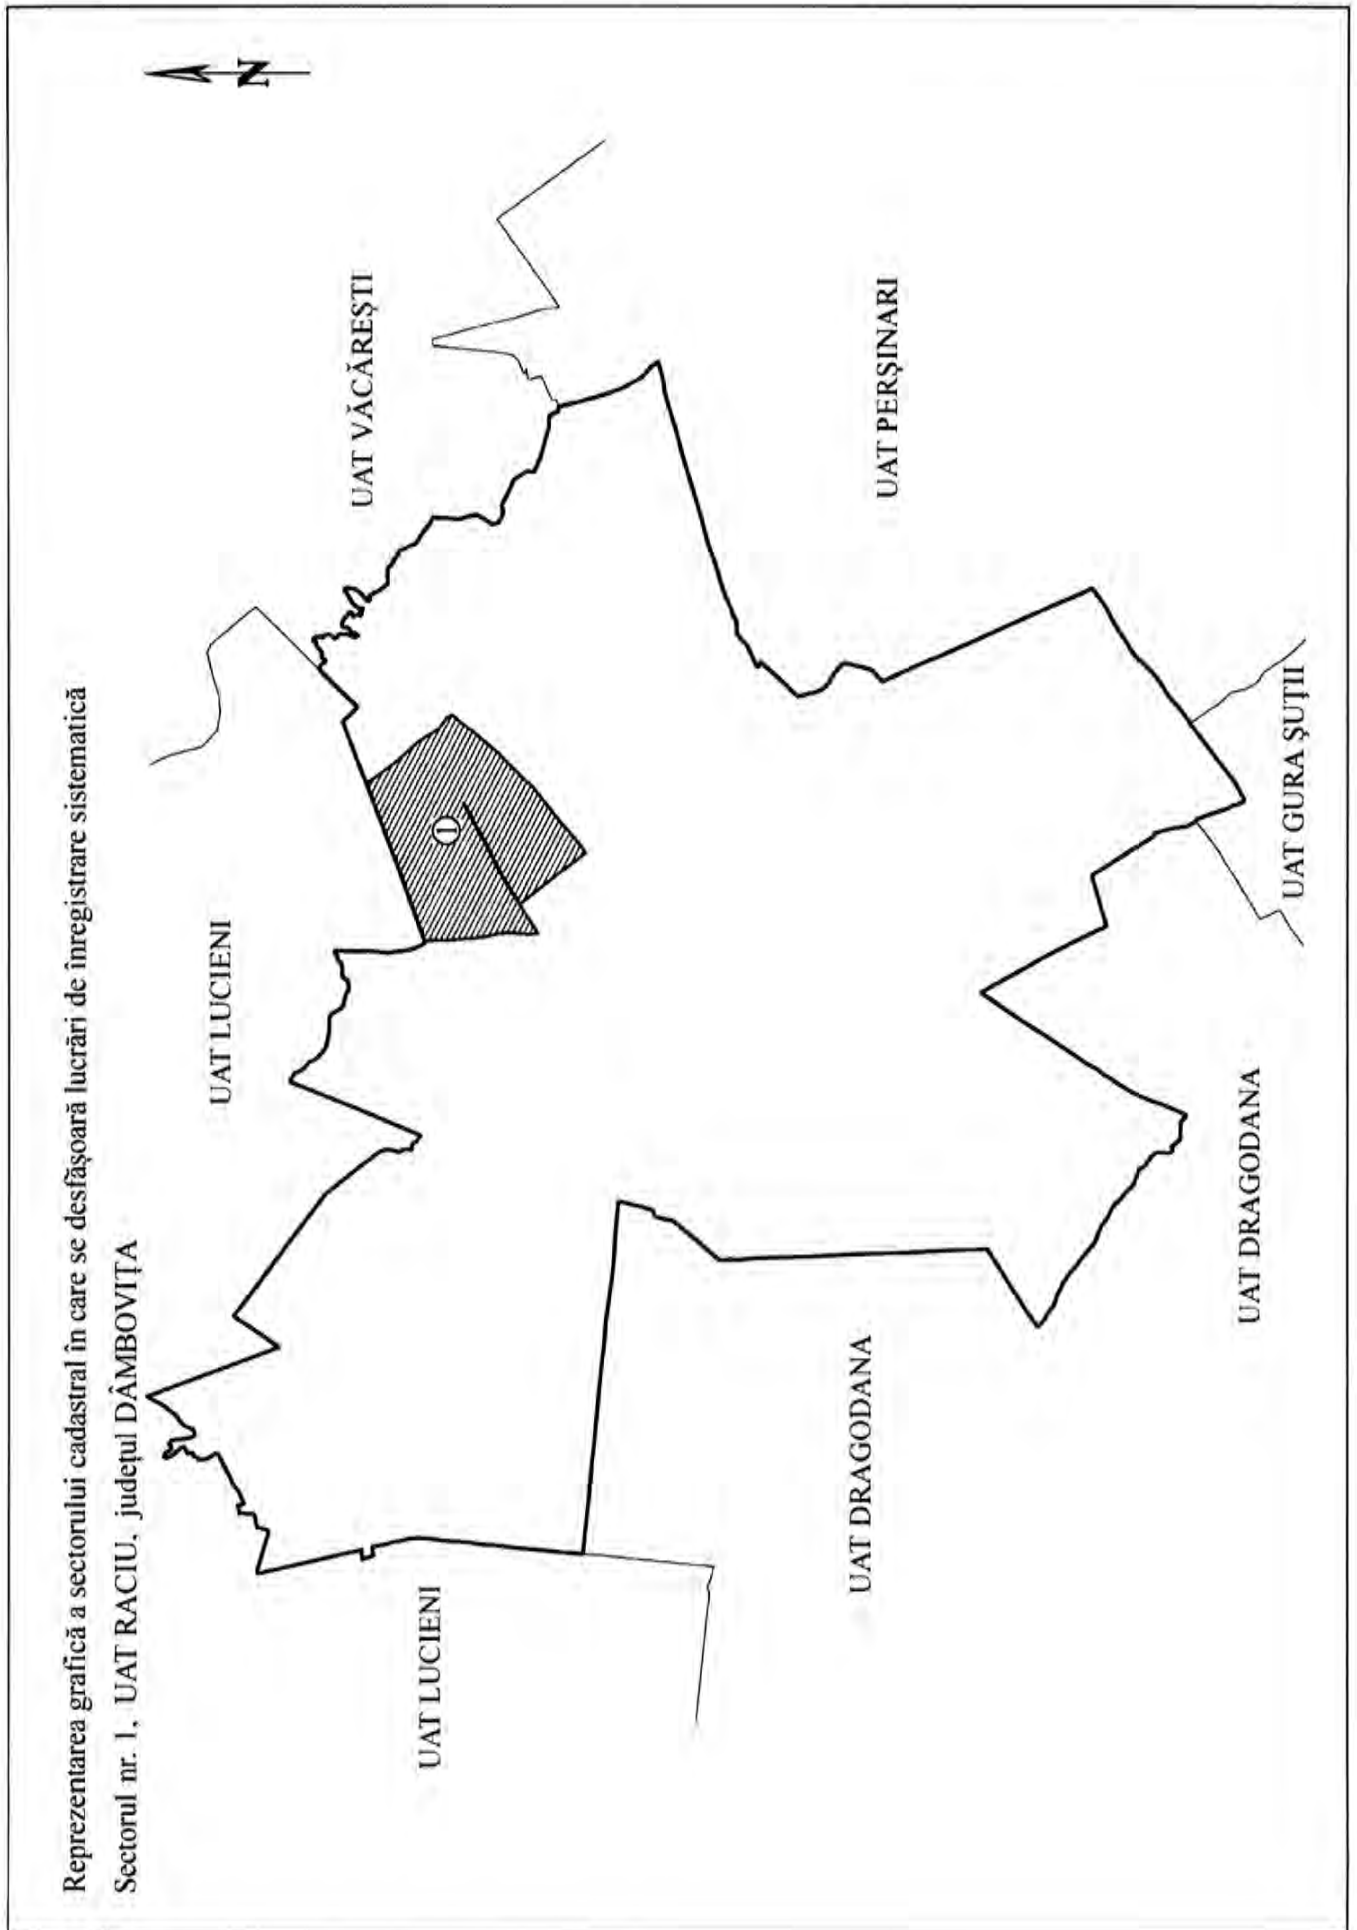 Reprezentarea grafică a sectorului cadastral în care se desfășoară lucrări de înregistrare sistematică
Sectorul nr. 1, UAT RACIU, județul DÂMBOVIȚA
N
UAT LUCIENI
UAT VĂCĂREȘTI
1
UAT LUCIENI
UAT PERȘINARI
UAT DRAGODANA
UAT DRAGODANA
UAT GURA ȘUȚII